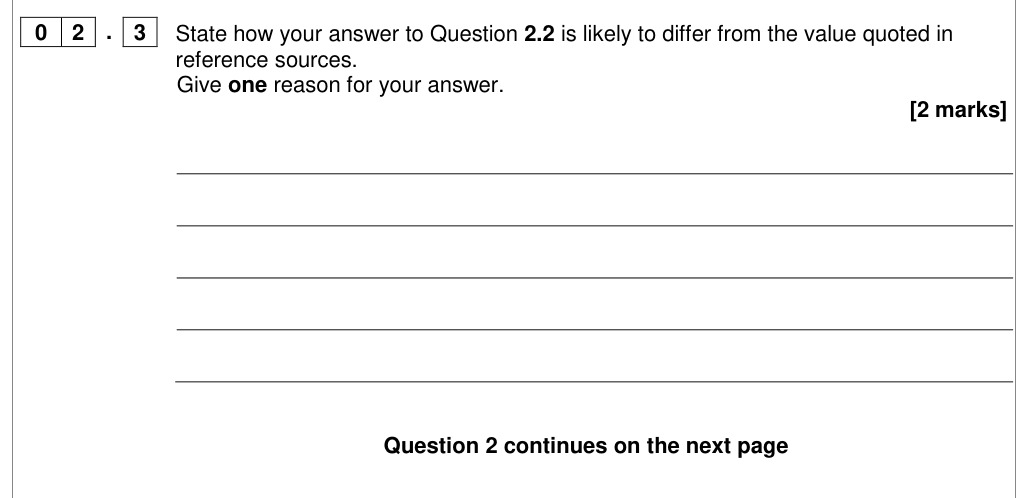 0 2 . 3 State how your answer to Question 2.2 is likely to differ from the value quoted in
reference sources.
Give one reason for your answer.
[2 marks]
Question 2 continues on the next page